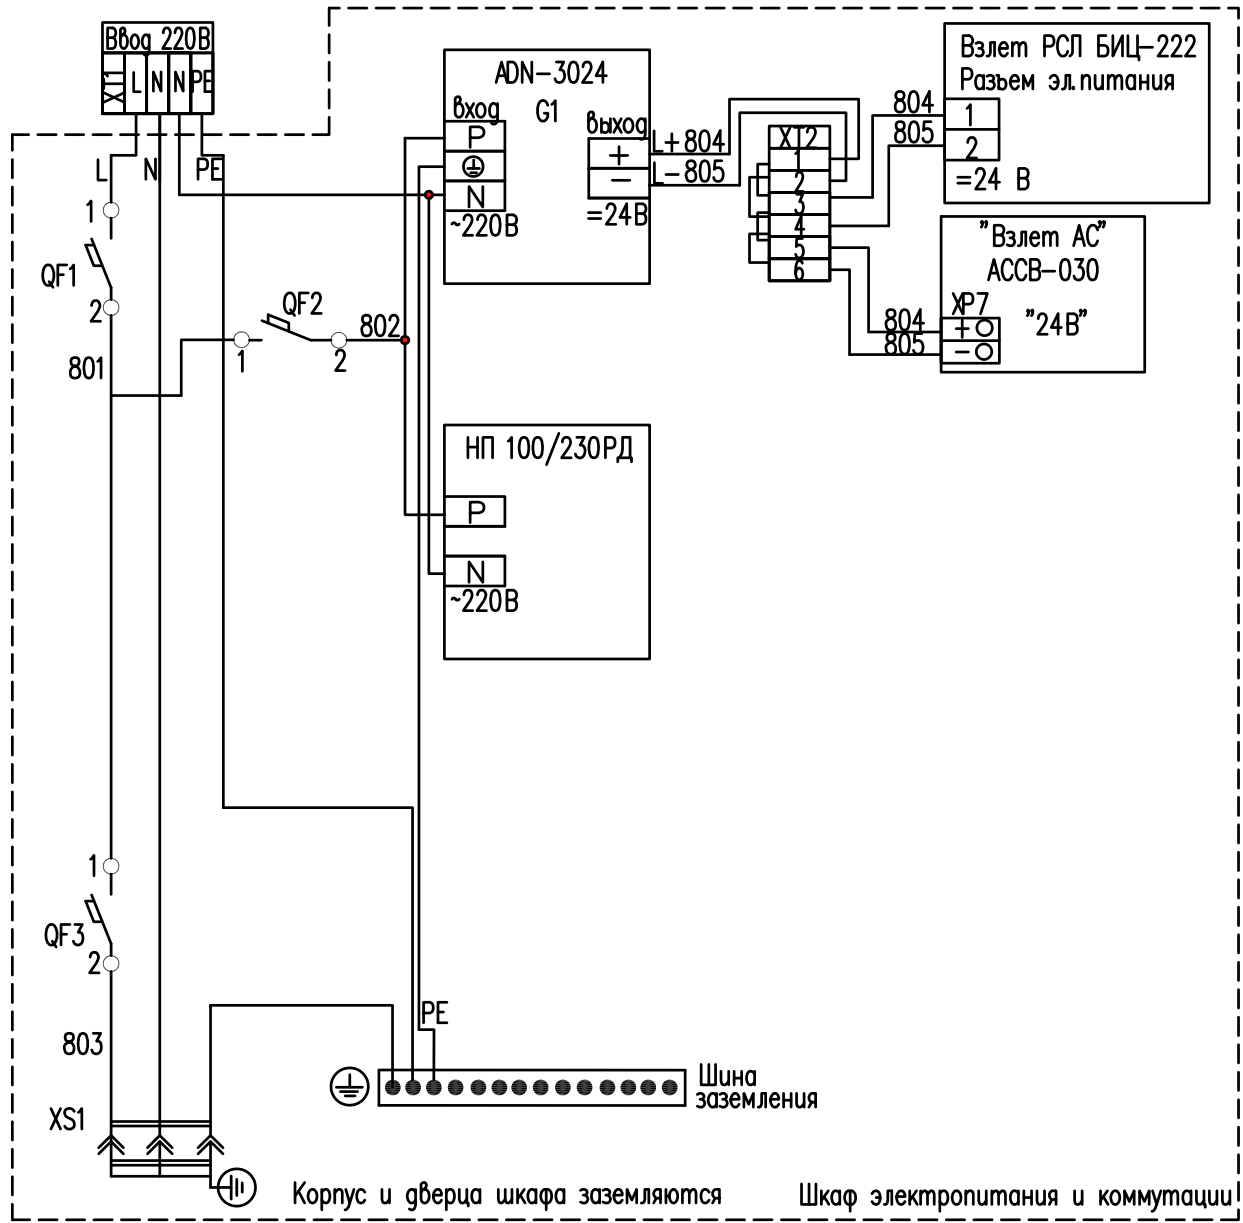 Ввод 220В
XT1 L N N PE
L N PE
1
QF1
2
801
QF2
1 2
802
ADN-3024
G1
вход
P
N
~220В
выход
+
−
=24В
L+ 804
L- 805
XT2
1
2
3
4
5
6
Взлет РСЛ БИЦ-222
Разъем эл.питания
804 1
805 2
=24 В
"Взлет АС"
АССВ-030
XP7
"24В"
804 +
805 −
НП 100/230РД
P
N
~220В
1
QF3
2
803
XS1
PE
Шина
заземления
Корпус и дверца шкафа заземляются
Шкаф электропитания и коммутации